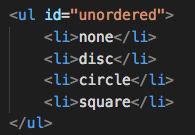 <ul id="unordered">
    <li>none</li>
    <li>disc</li>
    <li>circle</li>
    <li>square</li>
</ul>